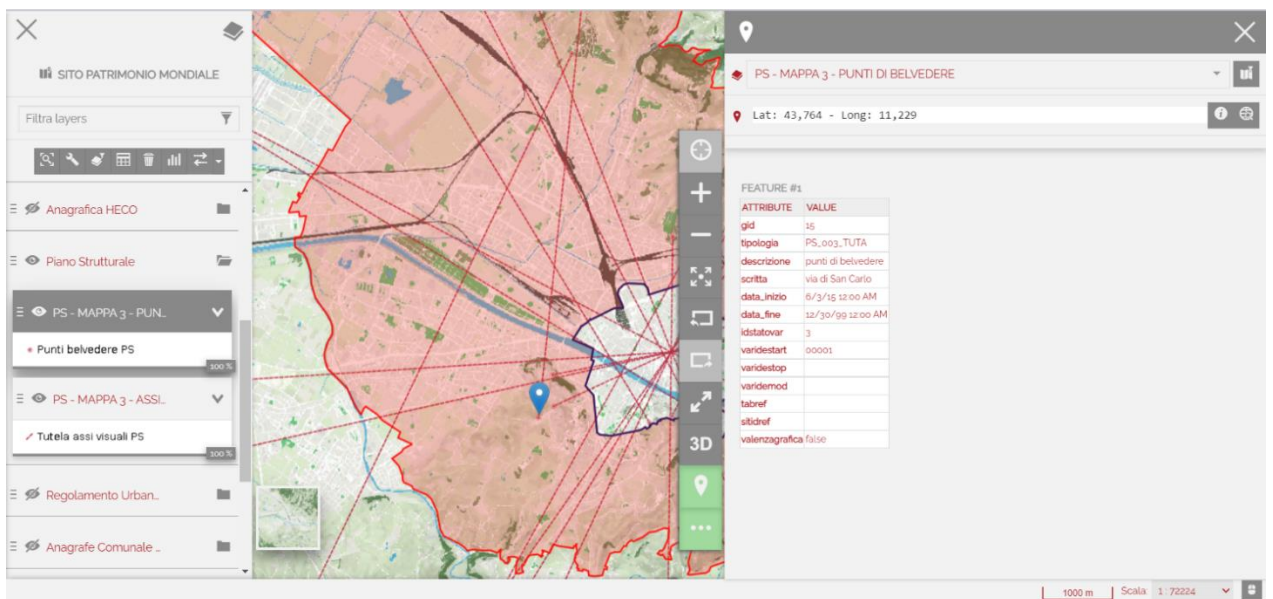 SITO PATRIMONIO MONDIALE
Filtra layers
Anagrafica HECO
Piano Strutturale
PS - MAPPA 3 - PUN..
Punti belvedere PS
100 %
PS - MAPPA 3 - ASSI..
Tutela assi visuali PS
100 %
Regolamento Urban..
Anagrafe Comunale ..
3D
PS - MAPPA 3 - PUNTI DI BELVEDERE
Lat: 43,764 - Long: 11,229
FEATURE #1
ATTRIBUTE VALUE
gid 15
tipologia PS_003_TUTA
descrizione punti di belvedere
scritta via di San Carlo
data_inizio 6/3/15 12:00 AM
data_fine 12/30/99 12:00 AM
idstatovar 3
varidestart 00001
varidestop
varidemod
tabref
sitidref
valenzagrafica false
1000 m Scala: 1 : 72224